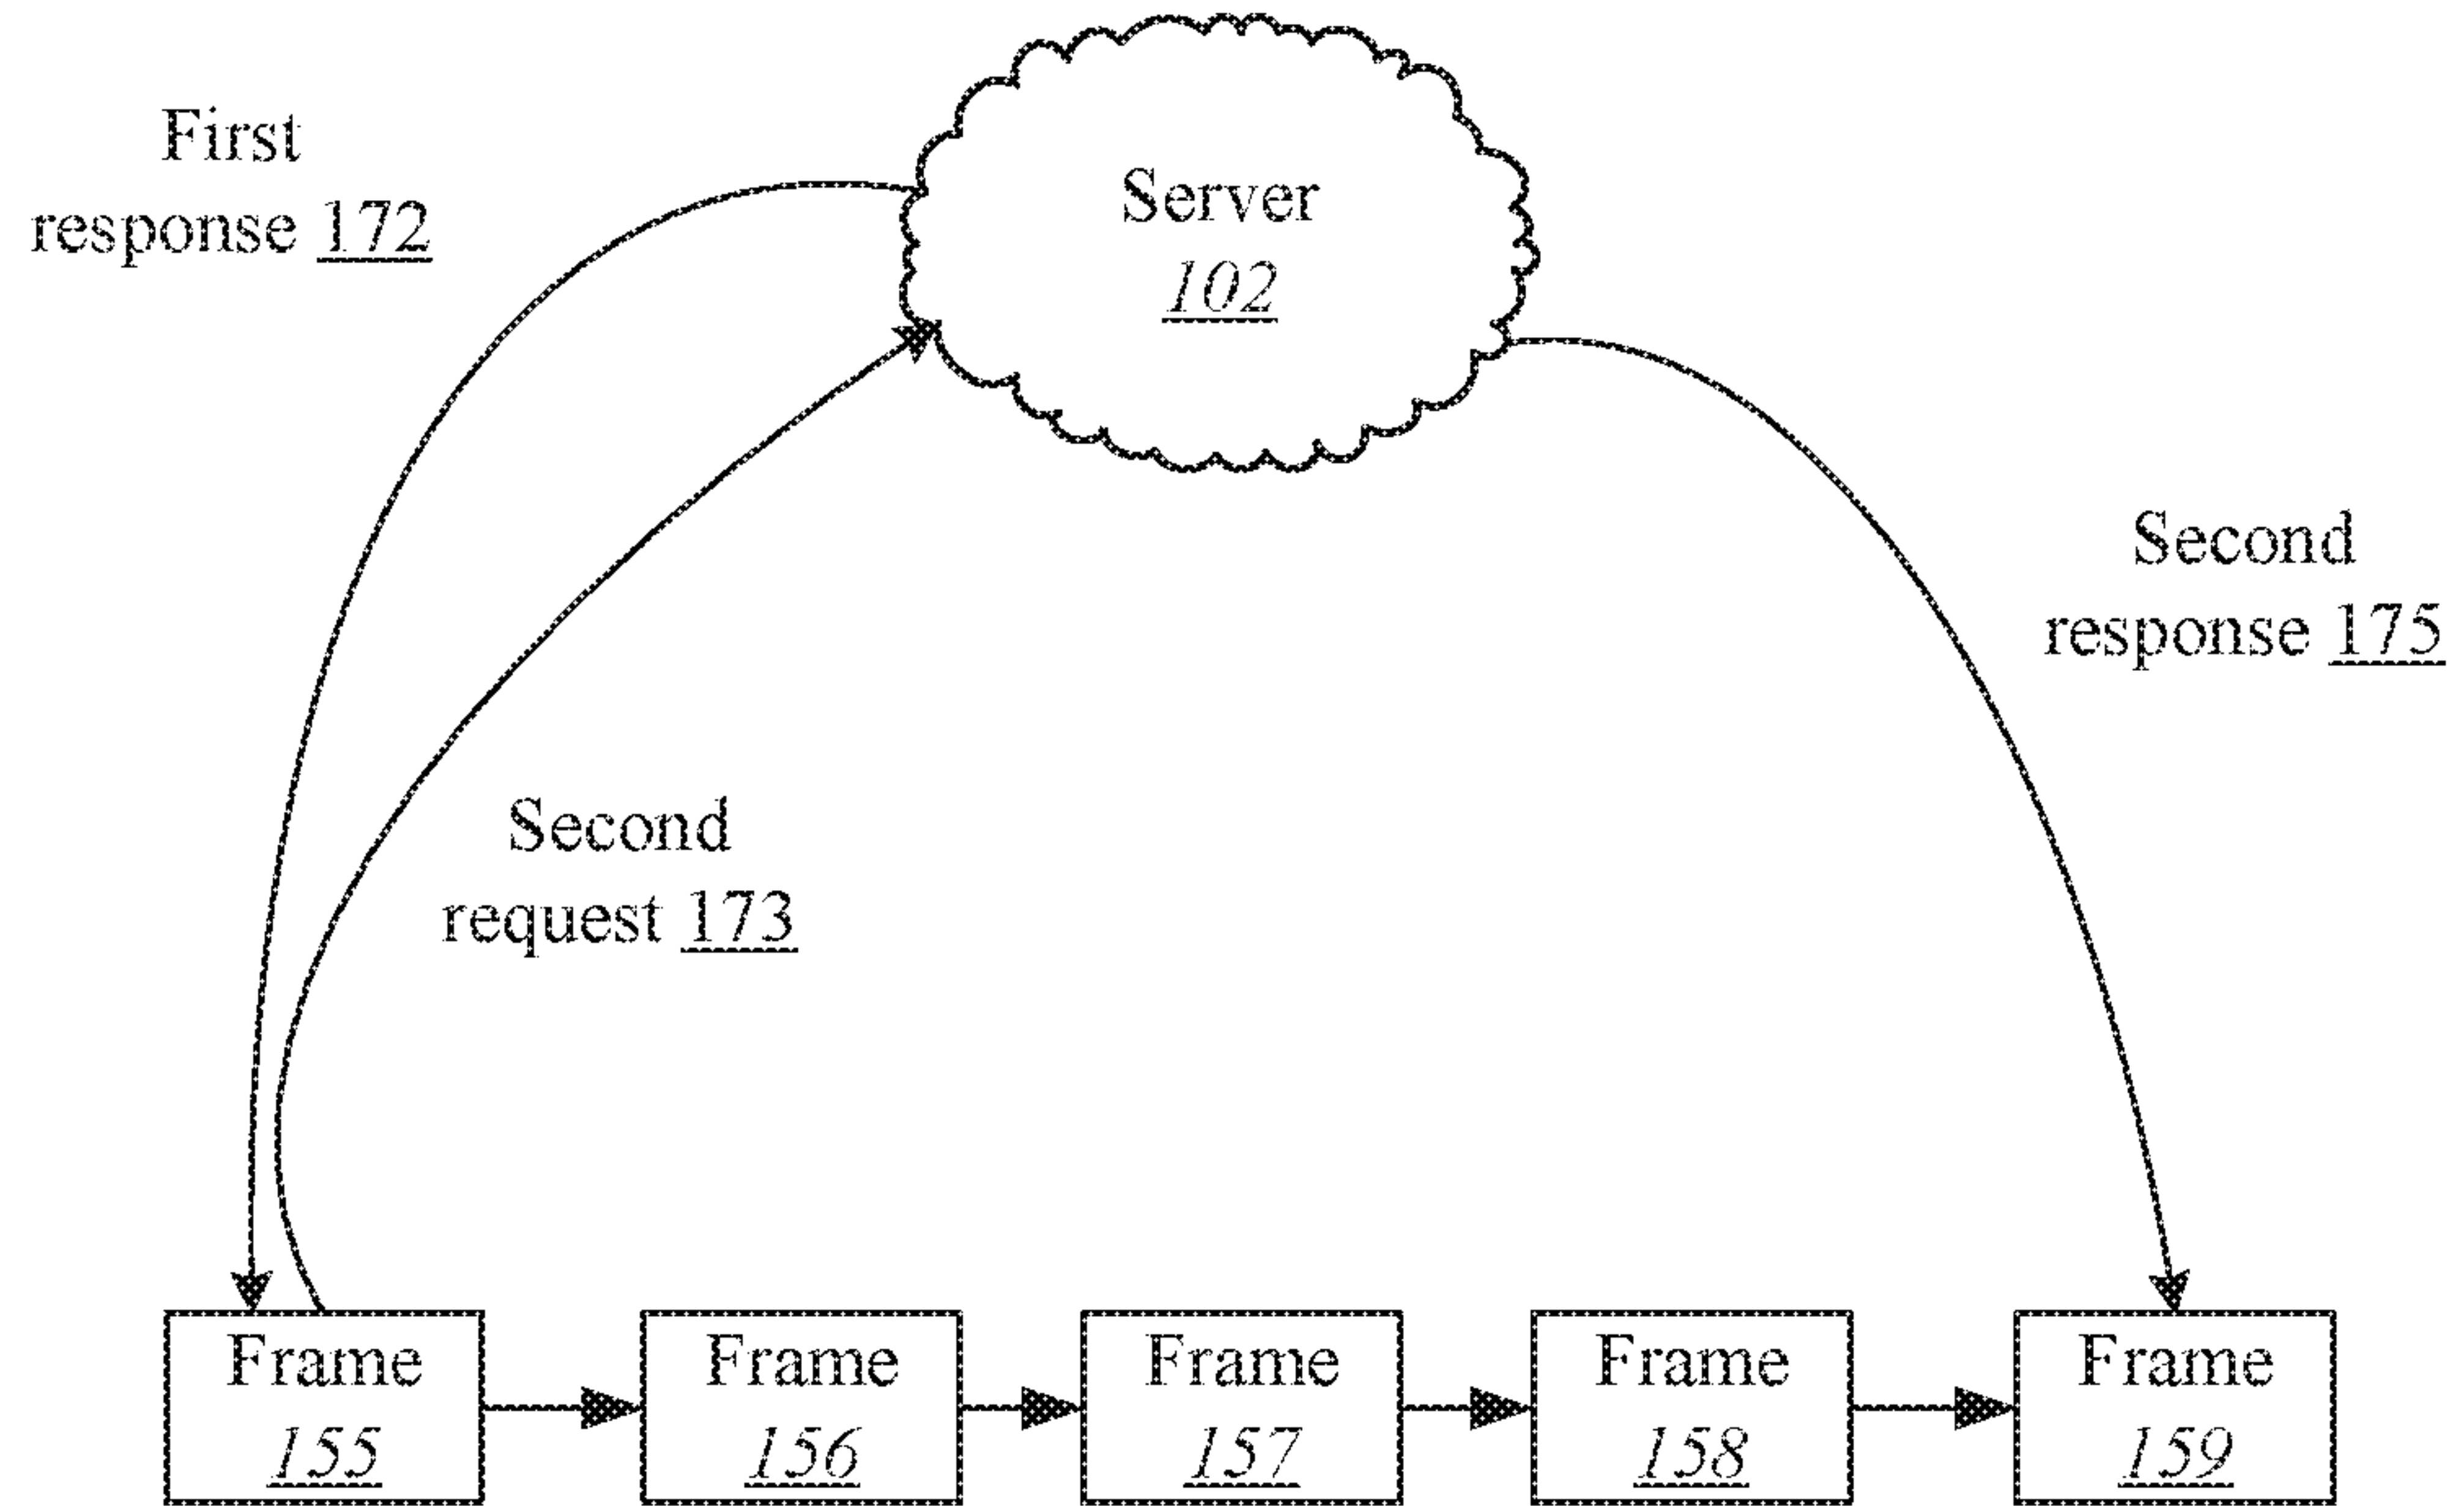 First
response 172
Server
102
Second
response 175
Second
request 173
Frame
155
Frame
156
Frame
157
Frame
158
Frame
159